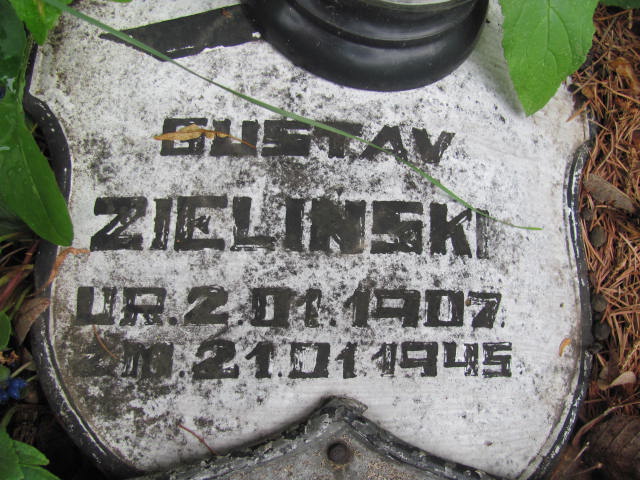 GUSTAV
ZIELINSKI
UR. 2.01.1907
ZM. 21.01.1945